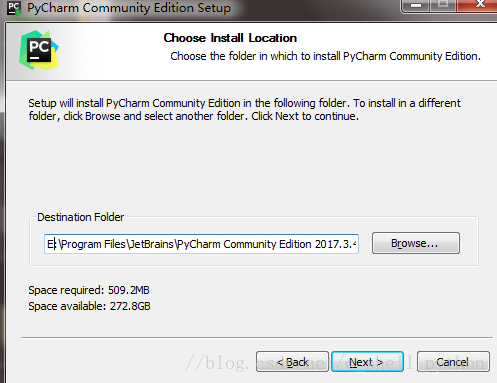 PyCharm Community Edition Setup
PC
Choose Install Location
Choose the folder in which to install PyCharm Community Edition.
Setup will install PyCharm Community Edition in the following folder. To install in a different
folder, click Browse and select another folder. Click Next to continue.
Destination Folder
E:\Program Files\JetBrains\PyCharm Community Edition 2017.3.4
Browse...
Space required: 509.2MB
Space available: 272.8GB
< Back
Next >
Cancel